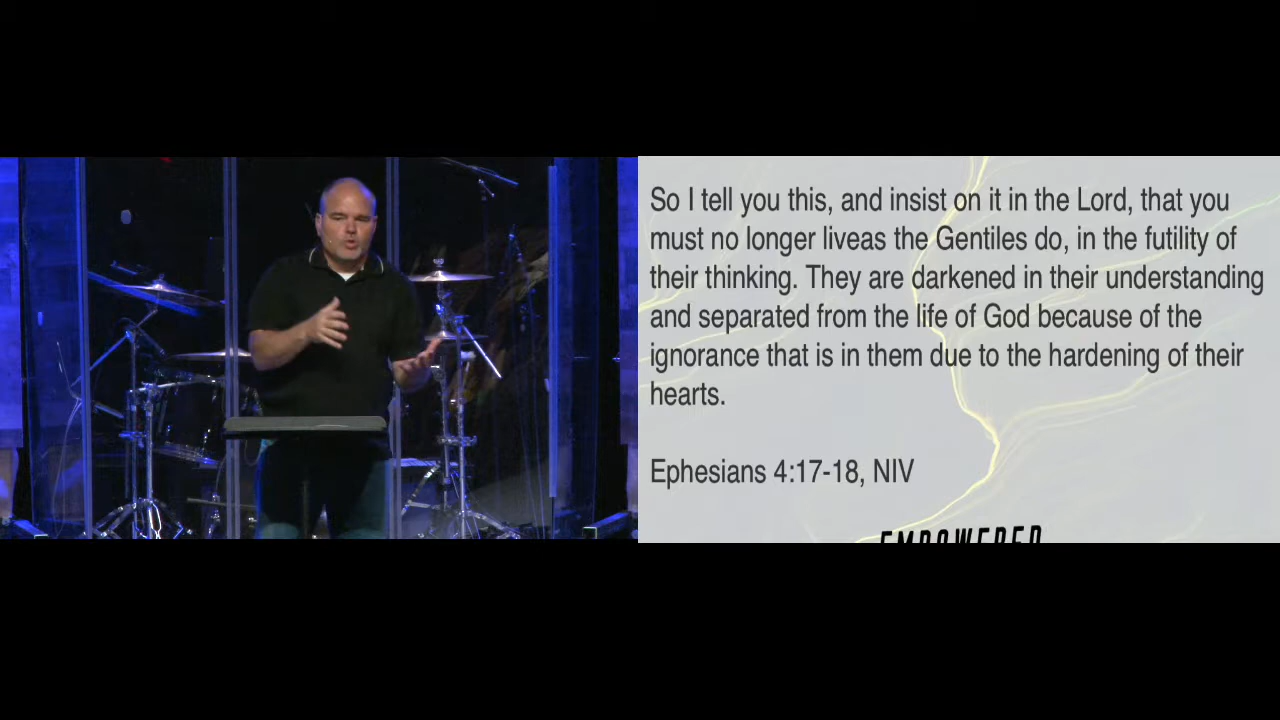 So I tell you this, and insist on it in the Lord, that you
must no longer liveas the Gentiles do, in the futility of
their thinking. They are darkened in their understanding
and separated from the life of God because of the
ignorance that is in them due to the hardening of their
hearts.
Ephesians 4:17-18, NIV
EMPOWERED